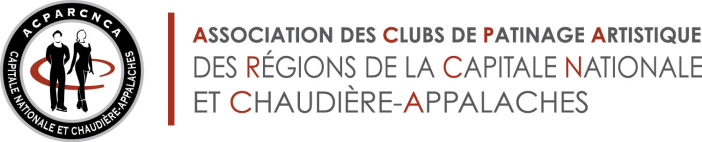 ACPARCNCA
CAPITALE NATIONALE ET CHAUDIÈRE-APPALACHES
ASSOCIATION DES CLUBS DE PATINAGE ARTISTIQUE
DES RÉGIONS DE LA CAPITALE NATIONALE
ET CHAUDIÈRE-APPALACHES